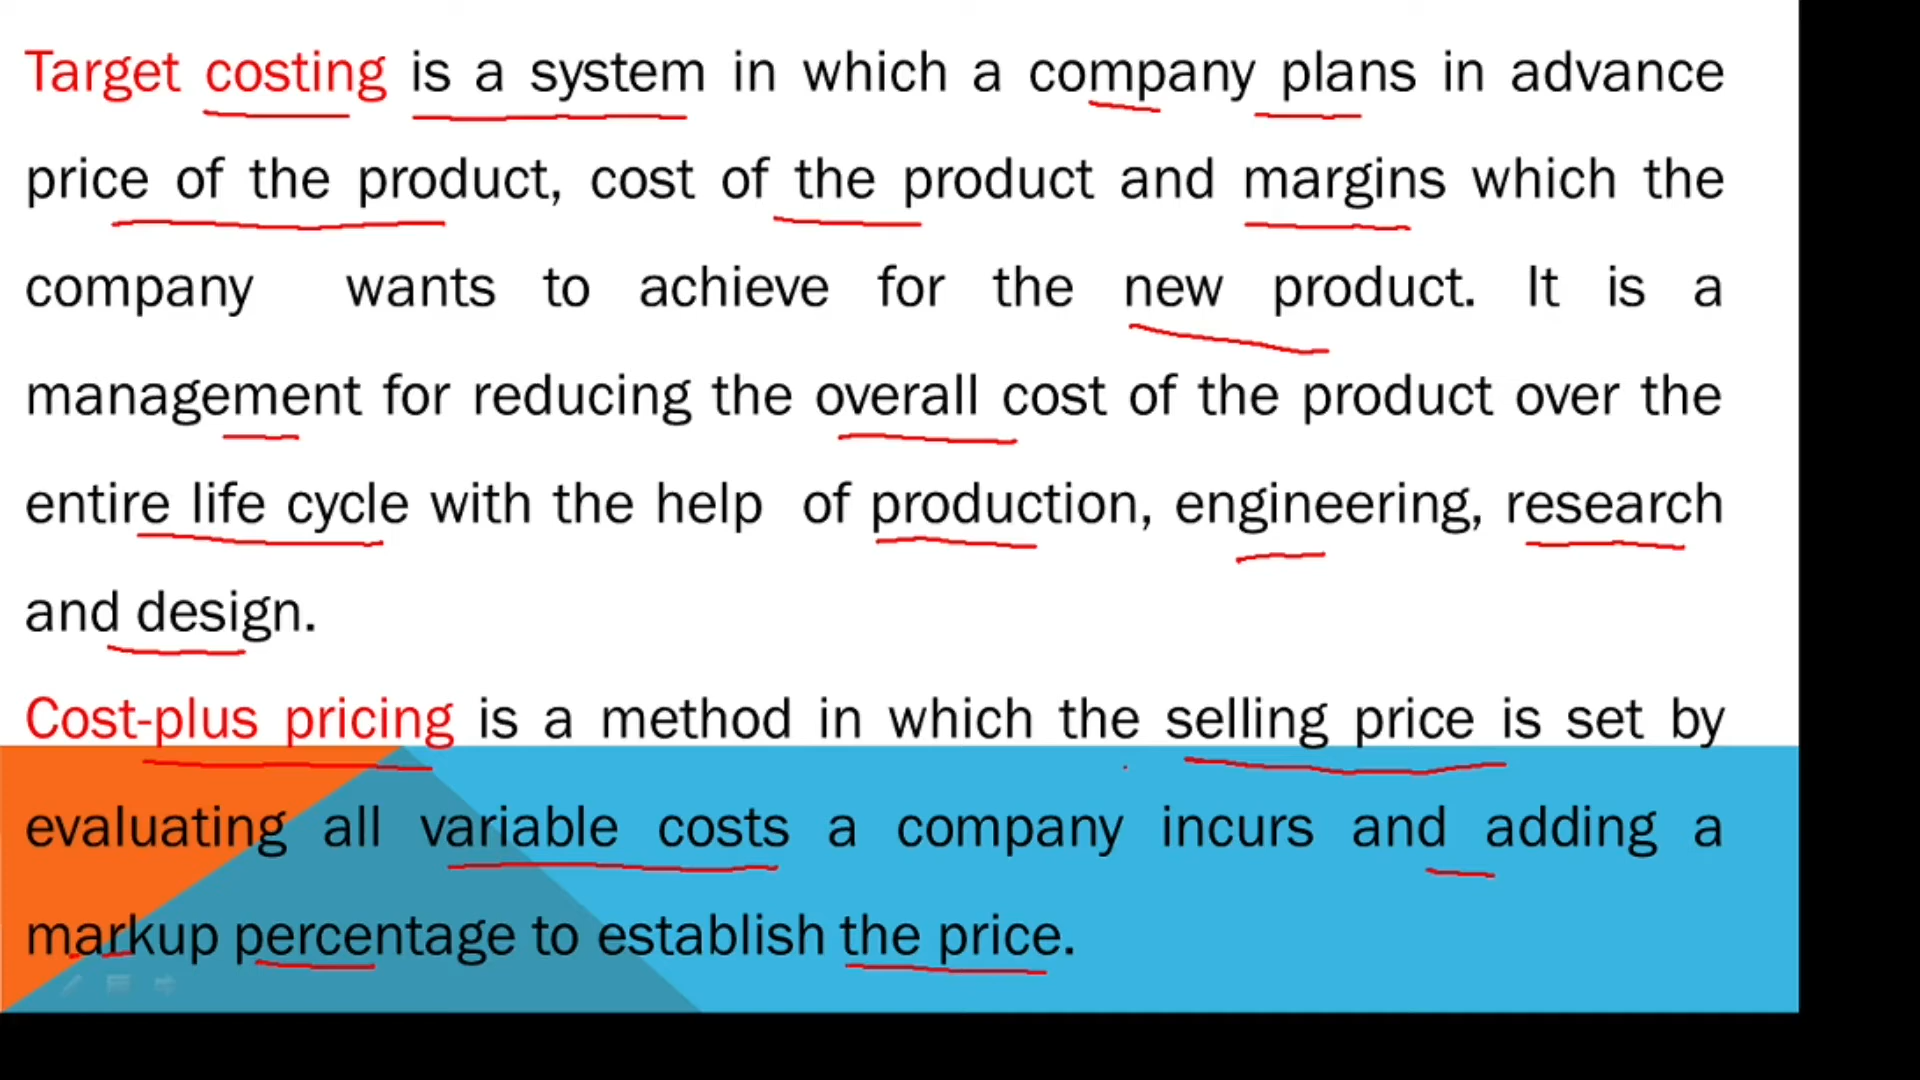 Target costing is a system in which a company plans in advance
price of the product, cost of the product and margins which the
company wants to achieve for the new product. It is a
management for reducing the overall cost of the product over the
entire life cycle with the help of production, engineering, research
and design.
Cost-plus pricing is a method in which the selling price is set by
evaluating all variable costs a company incurs and adding a
markup percentage to establish the price.